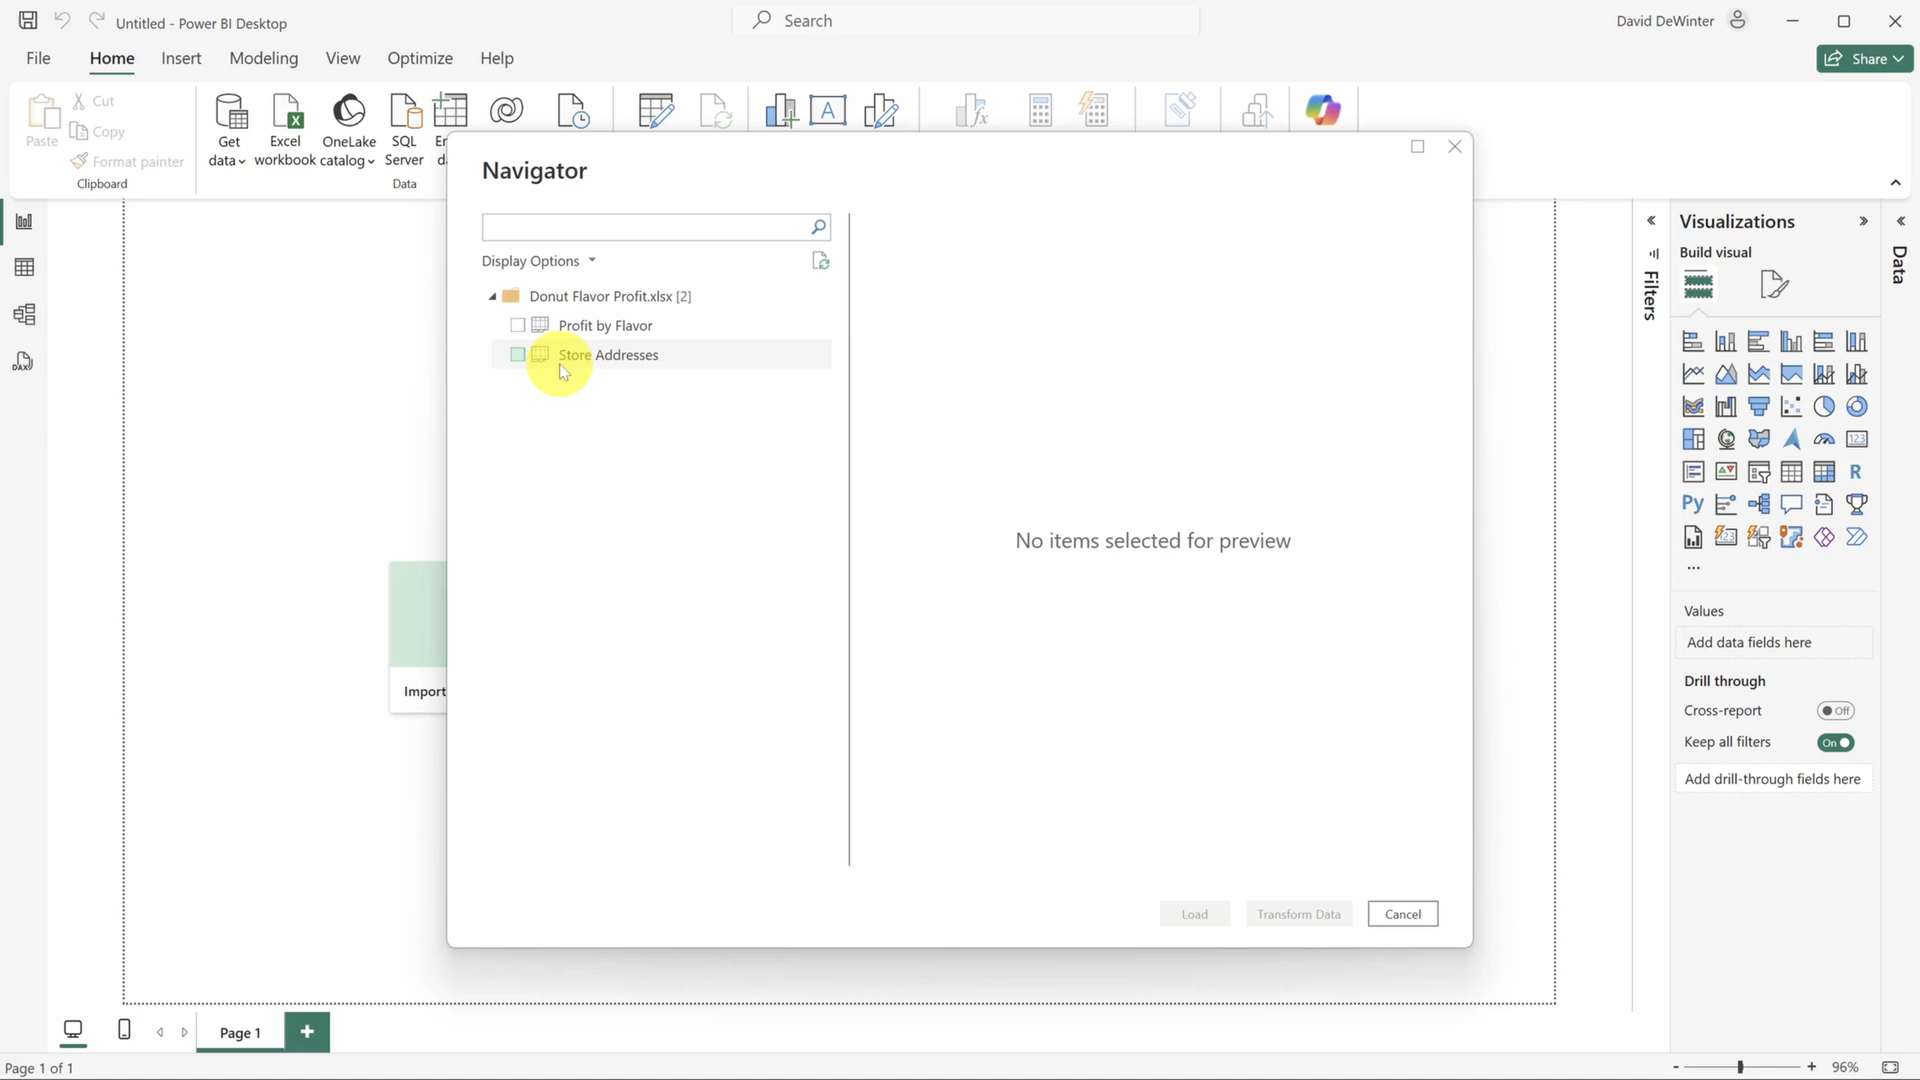 Untitled - Power BI Desktop
Search
David DeWinter
File
Home
Insert
Modeling
View
Optimize
Help
Share
Paste
Cut
Copy
Format painter
Clipboard
Get
data
Excel
workbook
OneLake
catalog
SQL
Server
Data
Navigator
Display Options
Donut Flavor Profit.xlsx [2]
Profit by Flavor
Store Addresses
No items selected for preview
Load
Transform Data
Cancel
Import
Filters
Visualizations
Build visual
123
R
Py
123
...
Values
Add data fields here
Drill through
Cross-report
Off
Keep all filters
On
Add drill-through fields here
Data
DAX
Page 1
+
Page 1 of 1
-
+
96%